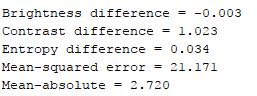 Brightness difference = -0.003
Contrast difference = 1.023
Entropy difference = 0.034
Mean-squared error = 21.171
Mean-absolute = 2.720